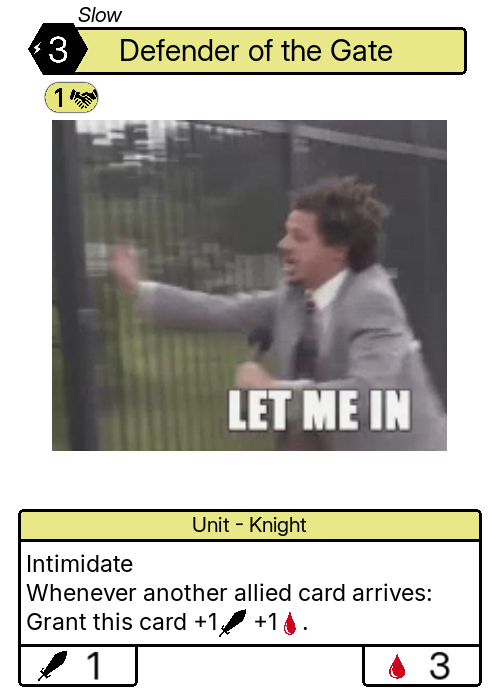 Slow
3 Defender of the Gate
1
LET ME IN
Unit - Knight
Intimidate
Whenever another allied card arrives:
Grant this card +1 +1 .
1 3